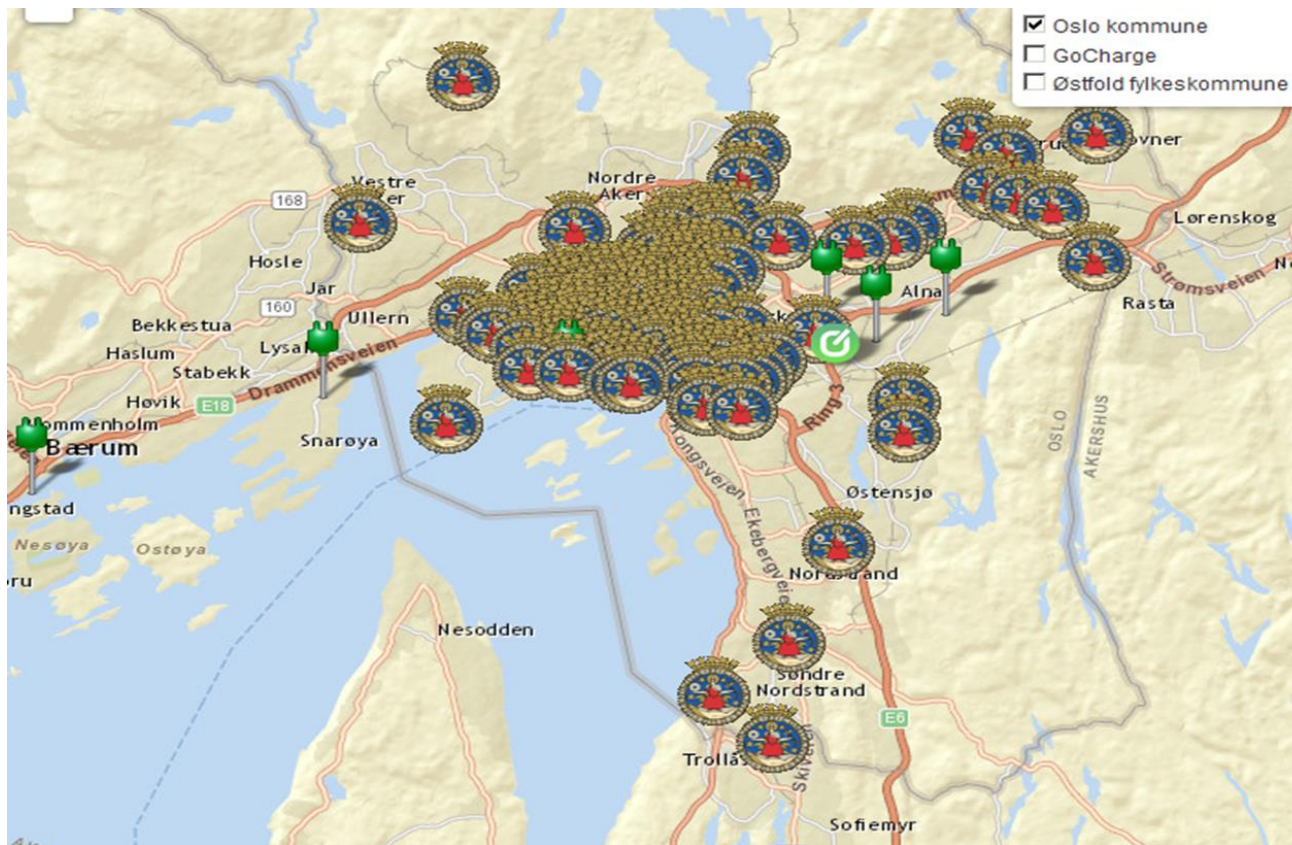 Oslo kommune
GoCharge
Østfold fylkeskommune
Nordre
Aker
Vestre
168
Lørenskog
Hosle
Jar
160
Ullern
Alna
Strømsveien
Rasta
Bekkestua
Haslum
Stabekk
Drammensveien
Høvik
E18
Ring 3
OSLO
AKERSHUS
Bærum
Snarøya
Kongsveien
Østensjø
Nesøya
Ostøya
Ekebergveien
Nordstrand
Nesodden
Søndre
Nordstrand
E6
Sofiemyr